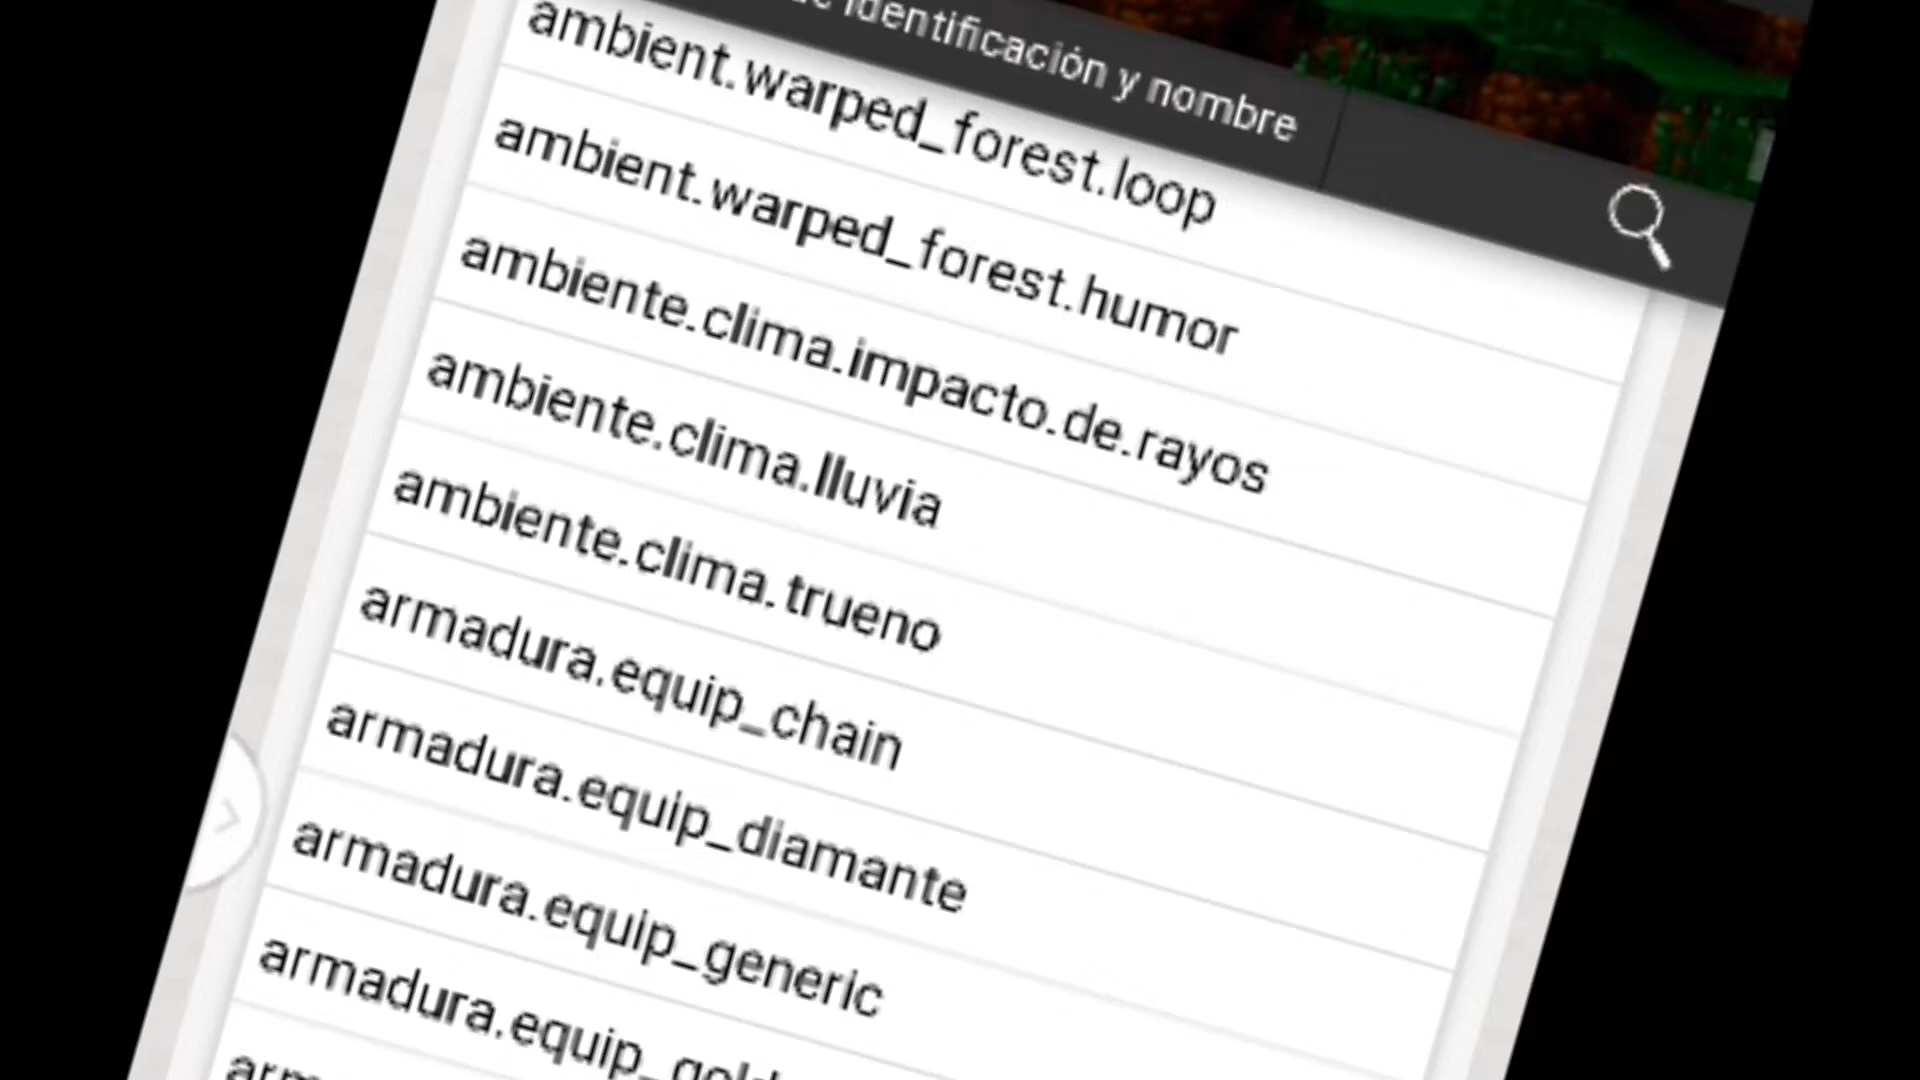 identificación y nombre
ambient.warped_forest.loop
ambient.warped_forest.humor
ambiente.clima.impacto.de.rayos
ambiente.clima.lluvia
ambiente.clima.trueno
armadura.equip_chain
armadura.equip_diamante
armadura.equip_generic